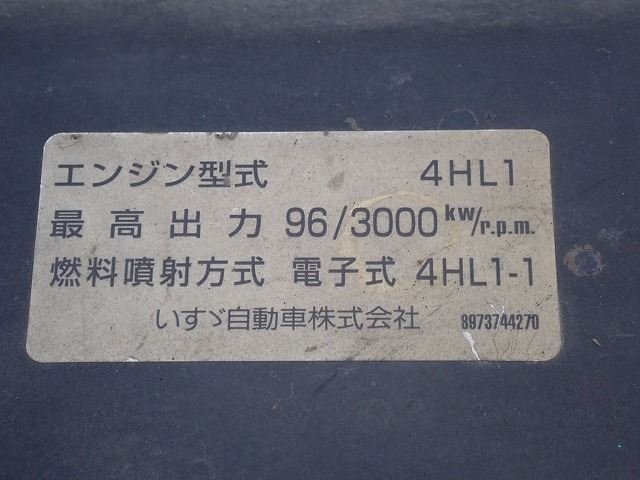 エンジン型式 4HL1
最高出力 96/3000 kw/r.p.m.
燃料噴射方式 電子式 4HL1-1
いすゞ自動車株式会社 8973744270